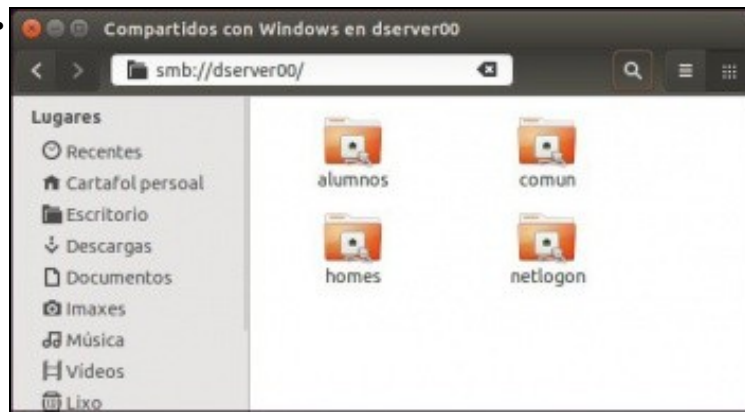 Compartidos con Windows en dserver00
smb://dserver00/
Lugares
Recentes
Cartafol persoal
Escritorio
Descargas
Documentos
Imaxes
Música
Vídeos
Lixo
alumnos
comun
homes
netlogon